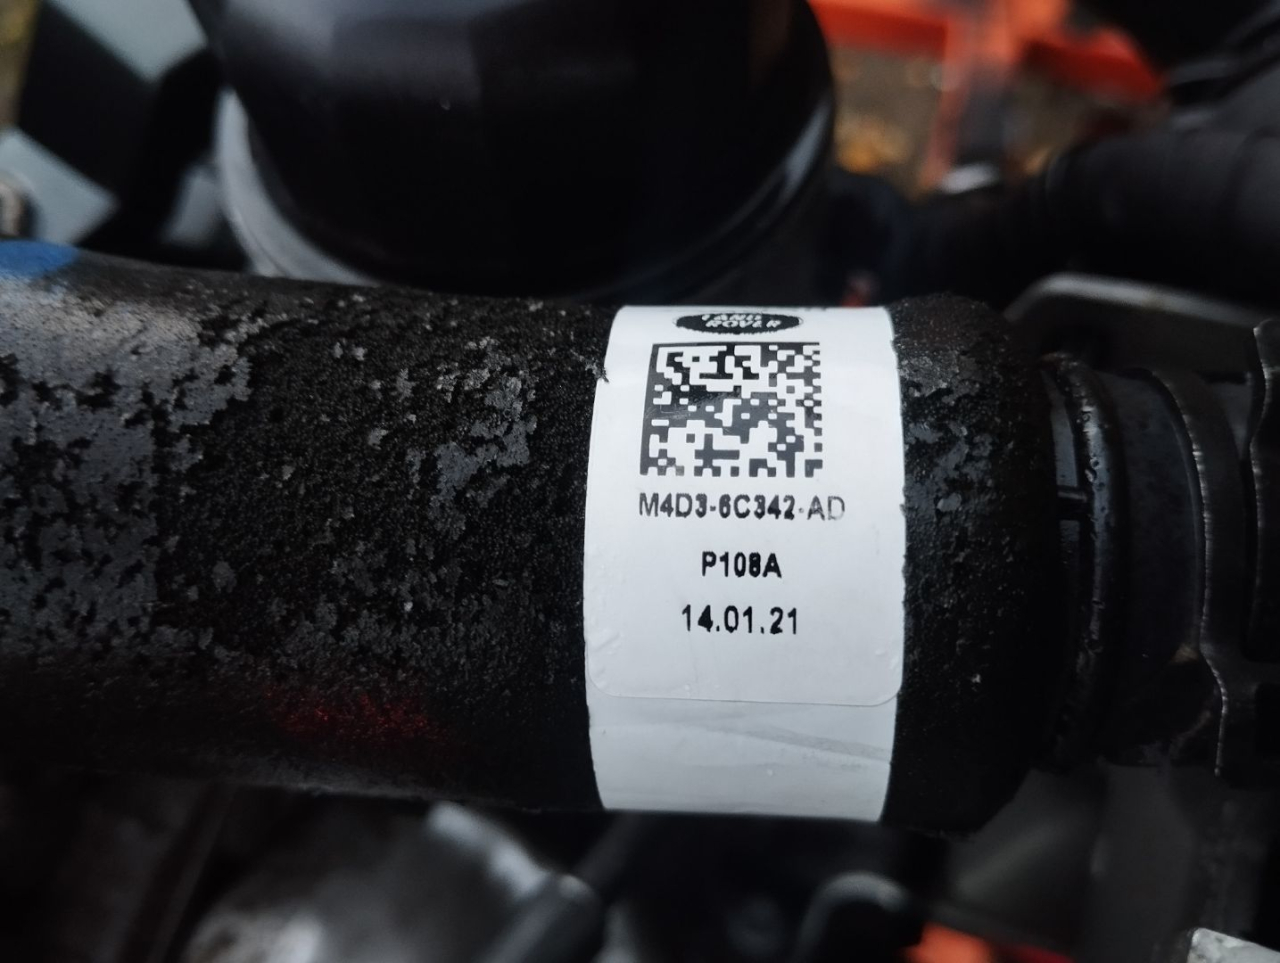 LAND
ROVER
M4D3-6C342-AD
P108A
14.01.21